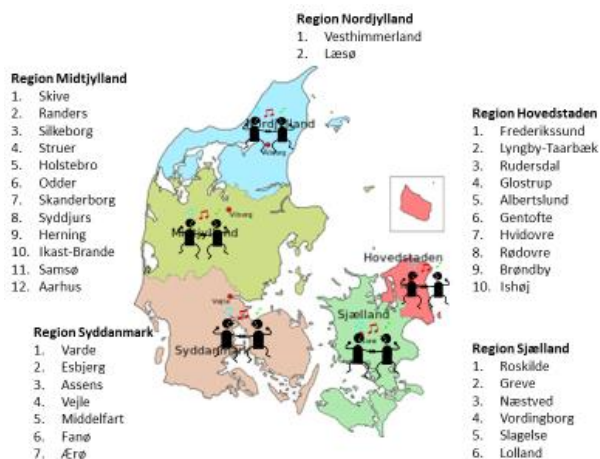 Region Nordjylland
1. Vesthimmerland
2. Læsø
Region Midtjylland
1. Skive
2. Randers
3. Silkeborg
4. Struer
5. Holstebro
6. Odder
7. Skanderborg
8. Syddjurs
9. Herning
10. Ikast-Brande
11. Samsø
12. Aarhus
Region Hovedstaden
1. Frederikssund
2. Lyngby-Taarbæk
3. Rudersdal
4. Glostrup
5. Albertslund
6. Gentofte
7. Hvidovre
8. Rødovre
9. Brøndby
10. Ishøj
Nordjylland
Viborg
Midtjylland
Hovedstaden
Vejle
Sjælland
Syddanmark
Region Syddanmark
1. Varde
2. Esbjerg
3. Assens
4. Vejle
5. Middelfart
6. Fanø
7. Ærø
Region Sjælland
1. Roskilde
2. Greve
3. Næstved
4. Vordingborg
5. Slagelse
6. Lolland